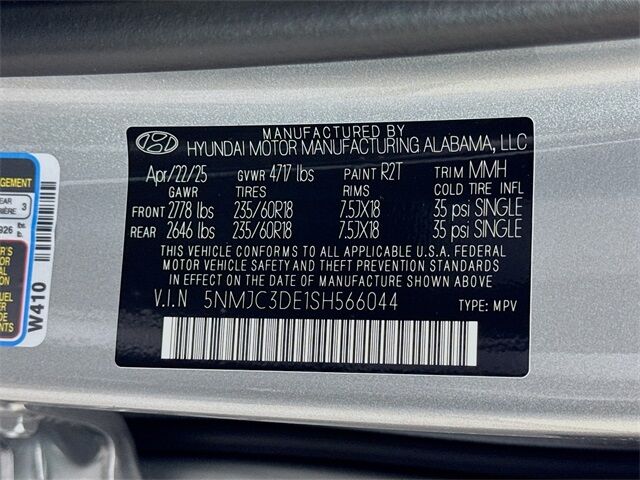 MANUFACTURED BY
HYUNDAI MOTOR MANUFACTURING ALABAMA, LLC
Apr/22/25 GVWR 4717 lbs PAINT R2T TRIM MMH
GAWR TIRES RIMS COLD TIRE INFL
FRONT 2778 lbs 235/60R18 7.5JX18 35 psi SINGLE
REAR 2646 lbs 235/60R18 7.5JX18 35 psi SINGLE
THIS VEHICLE CONFORMS TO ALL APPLICABLE U.S.A. FEDERAL
MOTOR VEHICLE SAFETY AND THEFT PREVENTION STANDARDS
IN EFFECT ON THE DATE OF MANUFACTURE SHOWN ABOVE.
V.I.N 5NMJC3DE1SH566044 TYPE: MPV
W410
3
926 lb.